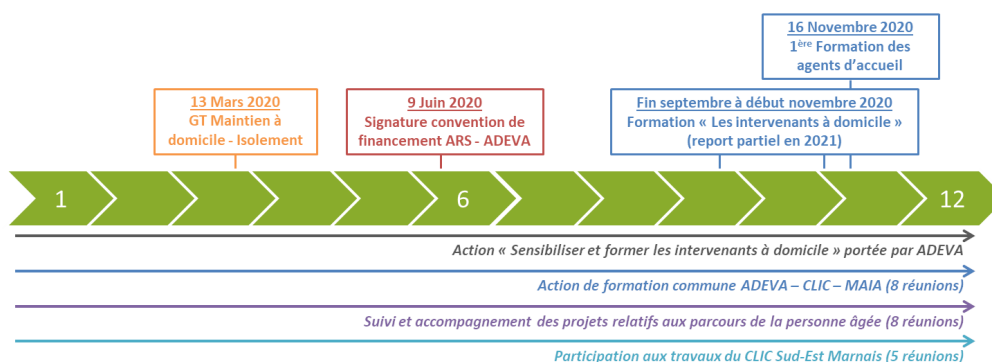 16 Novembre 2020
1ère Formation des
agents d'accueil
13 Mars 2020
GT Maintien à
domicile - Isolement
9 Juin 2020
Signature convention de
financement ARS - ADEVA
Fin septembre à début novembre 2020
Formation « Les intervenants à domicile »
(report partiel en 2021)
1
6
12
Action « Sensibiliser et former les intervenants à domicile » portée par ADEVA
Action de formation commune ADEVA – CLIC – MAIA (8 réunions)
Suivi et accompagnement des projets relatifs aux parcours de la personne âgée (8 réunions)
Participation aux travaux du CLIC Sud-Est Marnais (5 réunions)